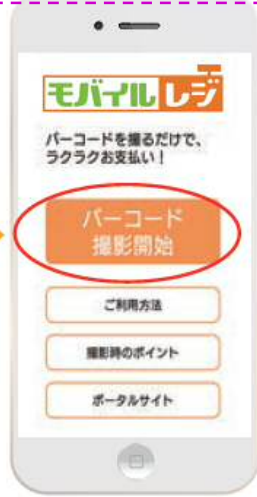 モバイルレジ
バーコードを撮るだけで、
ラクラクお支払い！
バーコード
撮影開始
ご利用方法
撮影時のポイント
ポータルサイト